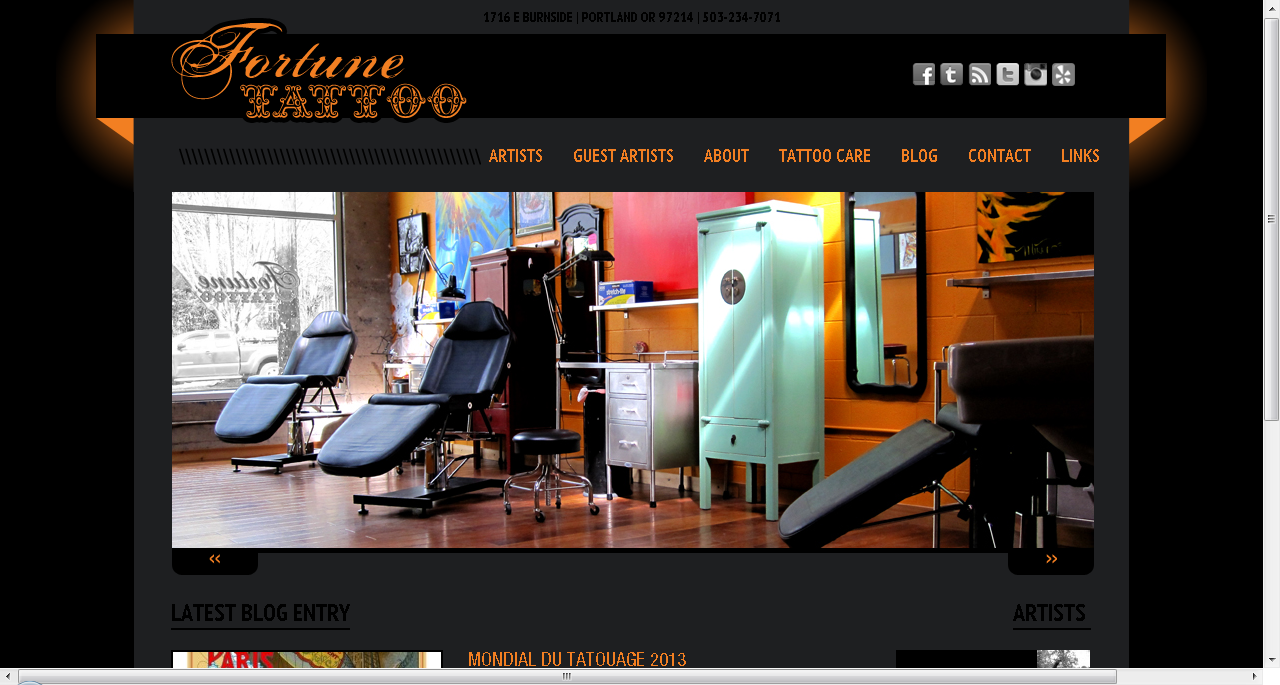 1716 E BURNSIDE | PORTLAND OR 97214 | 503-234-7071
Fortune
TATTOO
ARTISTS GUEST ARTISTS ABOUT TATTOO CARE BLOG CONTACT LINKS
Fortune
TATTOO
<< >>
LATEST BLOG ENTRY ARTISTS
PARIS
MONDIAL DU TATOUAGE 2013